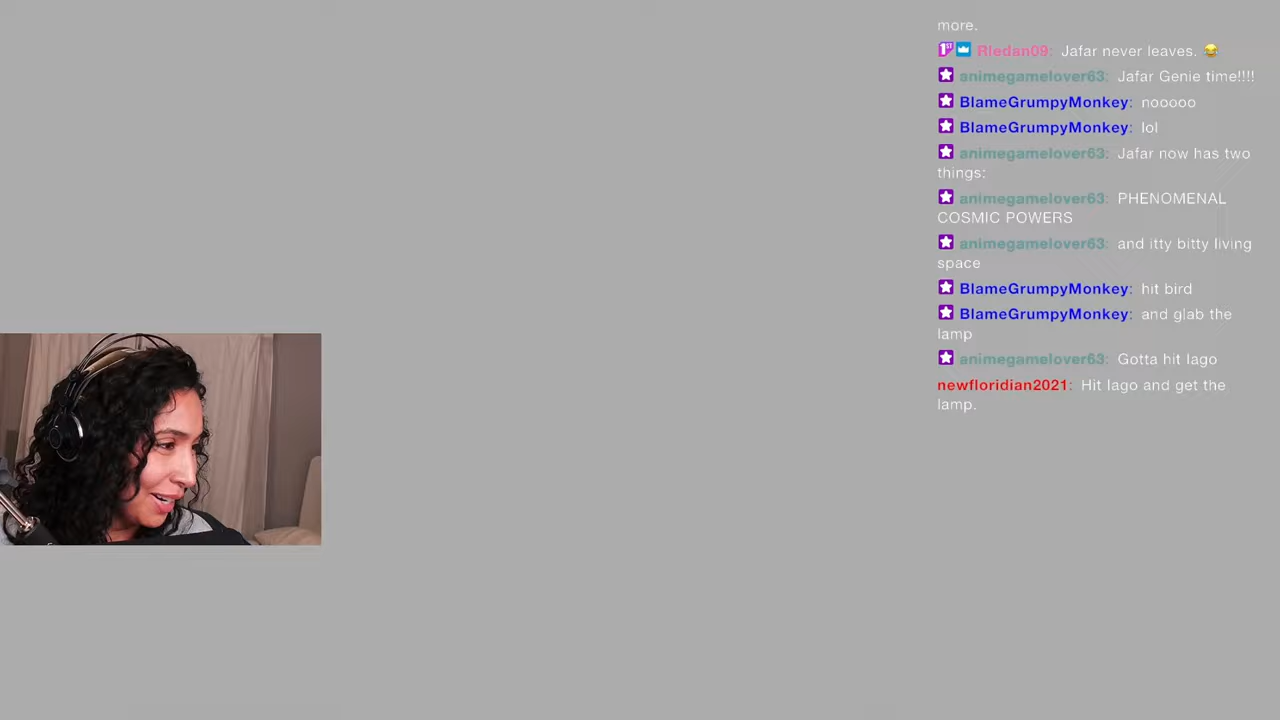 more.
Rledan09: Jafar never leaves. 😂
animegamelover63: Jafar Genie time!!!!
BlameGrumpyMonkey: nooooo
BlameGrumpyMonkey: lol
animegamelover63: Jafar now has two
things:
animegamelover63: PHENOMENAL
COSMIC POWERS
animegamelover63: and itty bitty living
space
BlameGrumpyMonkey: hit bird
BlameGrumpyMonkey: and glab the
lamp
animegamelover63: Gotta hit Iago
newfloridian2021: Hit Iago and get the
lamp.